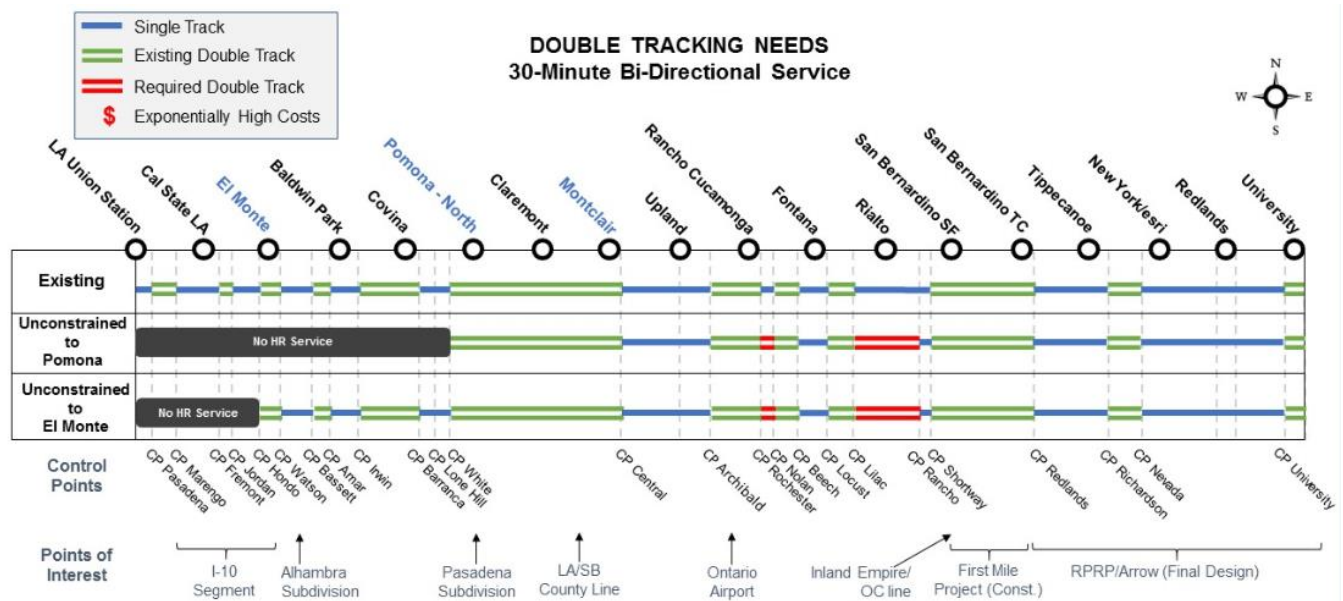 Single Track
Existing Double Track
Required Double Track
$ Exponentially High Costs
DOUBLE TRACKING NEEDS
30-Minute Bi-Directional Service
N
W
E
S
LA Union Station
Cal State LA
El Monte
Baldwin Park
Covina
Pomona - North
Claremont
Montclair
Upland
Rancho Cucamonga
Fontana
Rialto
San Bernardino SF
San Bernardino TC
Tippecanoe
New York/esri
Redlands
University
Existing
Unconstrained
to
Pomona
No HR Service
Unconstrained
to
El Monte
No HR Service
Control
Points
CP Pasadena
CP Marengo
CP Fremont
CP Jordan
CP Hondo
CP Watson
CP Bassett
CP Amar
CP Irwin
CP Barranca
CP Lone Hill
CP White
CP Central
CP Archibald
CP Rochester
CP Nolan
CP Beech
CP Locust
CP Lilac
CP Rancho
CP Shortway
CP Redlands
CP Richardson
CP Nevada
CP University
Points of
Interest
I-10
Segment
Alhambra
Subdivision
Pasadena
Subdivision
LA/SB
County Line
Ontario
Airport
Inland Empire/
OC line
First Mile
Project (Const.)
RPRP/Arrow (Final Design)